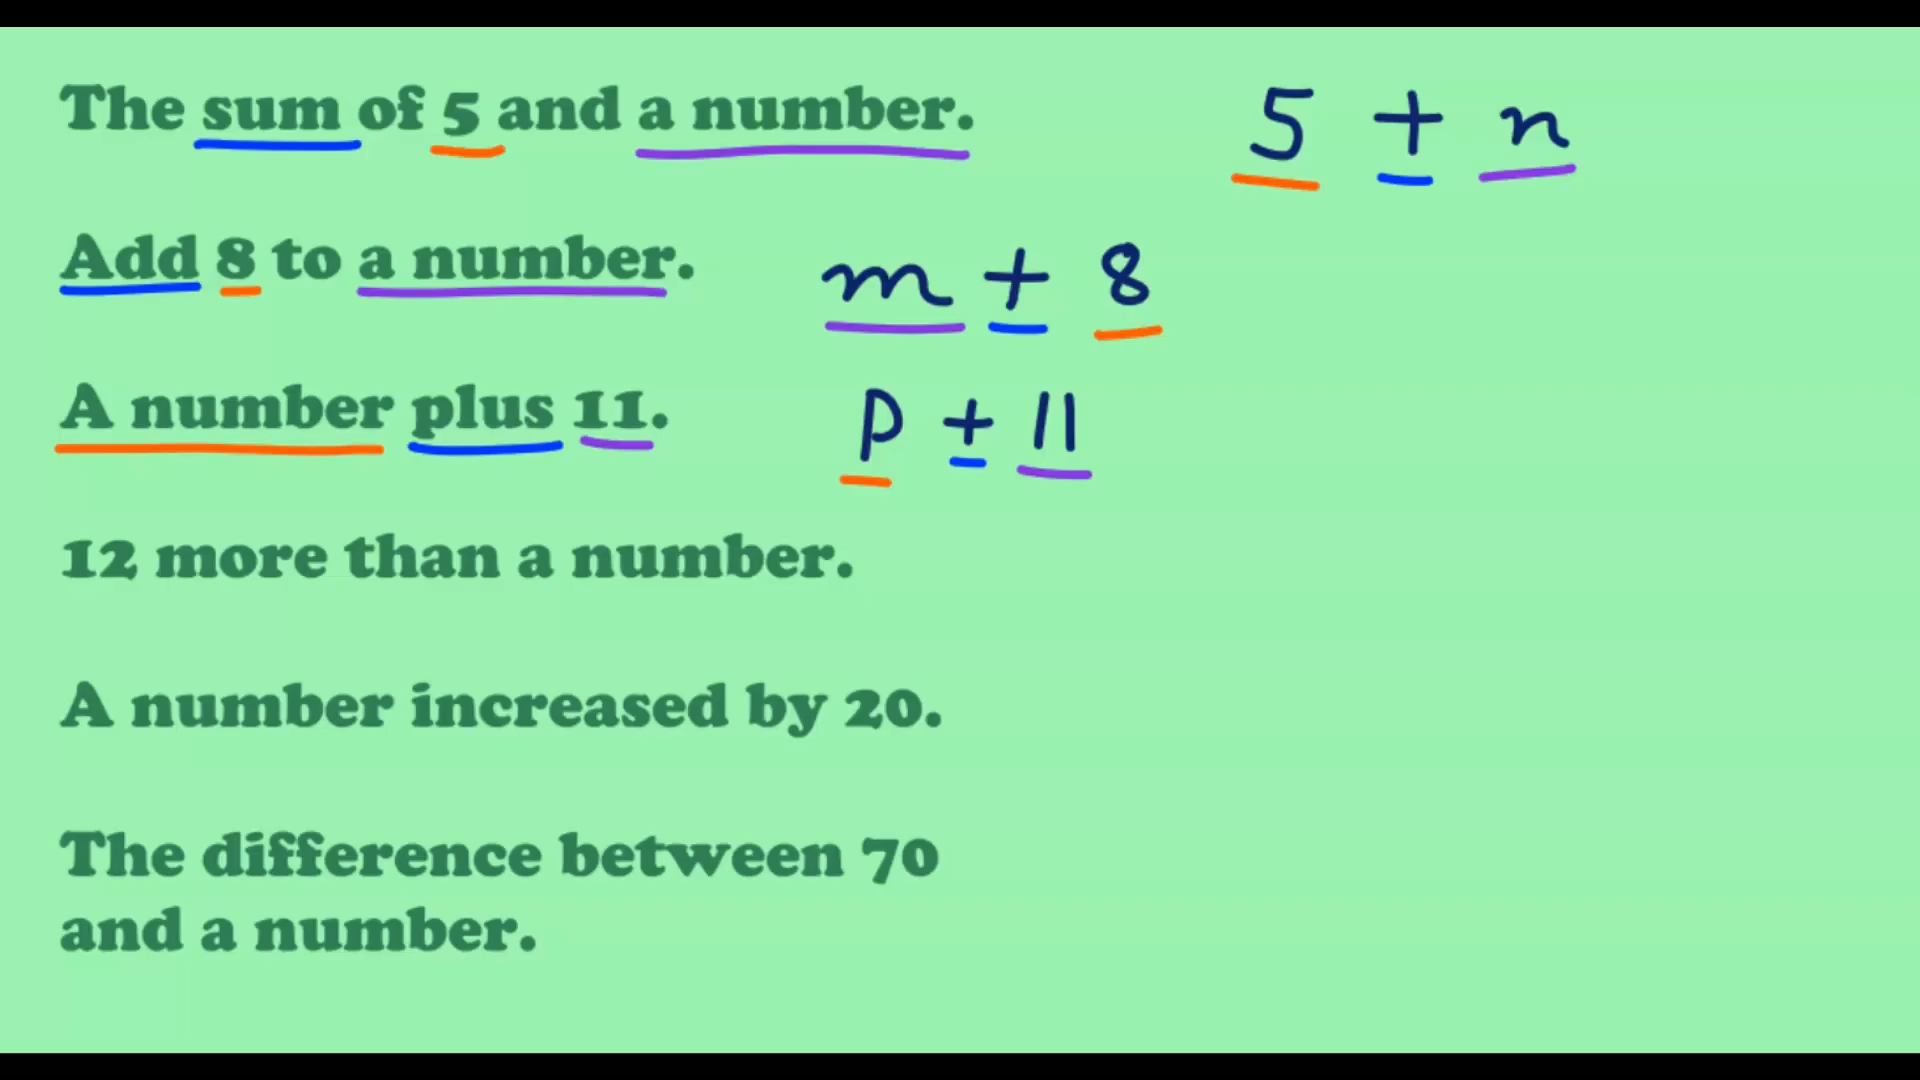 The sum of 5 and a number. 5 + n
Add 8 to a number. m + 8
A number plus 11. p + 11
12 more than a number.
A number increased by 20.
The difference between 70
and a number.